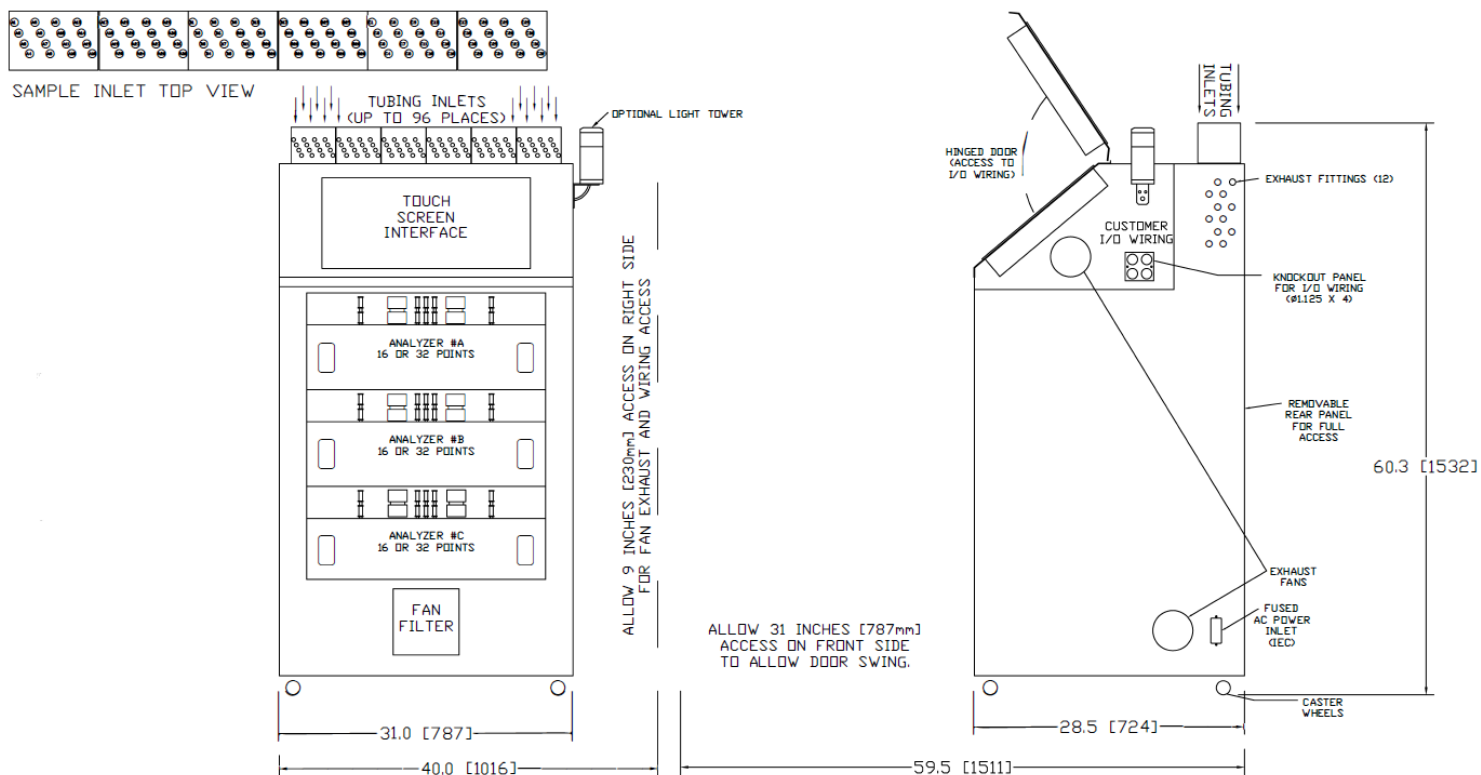 SAMPLE INLET TOP VIEW
TUBING INLETS
(UP TO 96 PLACES)
OPTIONAL LIGHT TOWER
TOUCH
SCREEN
INTERFACE
ANALYZER #A
16 OR 32 POINTS
ANALYZER #B
16 OR 32 POINTS
ANALYZER #C
16 OR 32 POINTS
FAN
FILTER
ALLOW 9 INCHES [230mm] ACCESS ON RIGHT SIDE
FOR FAN EXHAUST AND WIRING ACCESS
31.0 [787]
40.0 [1016]
ALLOW 31 INCHES [787mm]
ACCESS ON FRONT SIDE
TO ALLOW DOOR SWING.
TUBING
INLETS
HINGED DOOR
(ACCESS TO
I/O WIRING)
EXHAUST FITTINGS (12)
CUSTOMER
I/O WIRING
KNOCKOUT PANEL
FOR I/O WIRING
(Ø1.125 X 4)
REMOVABLE
REAR PANEL
FOR FULL
ACCESS
60.3 [1532]
EXHAUST
FANS
FUSED
AC POWER
INLET
(IEC)
CASTER
WHEELS
28.5 [724]
59.5 [1511]